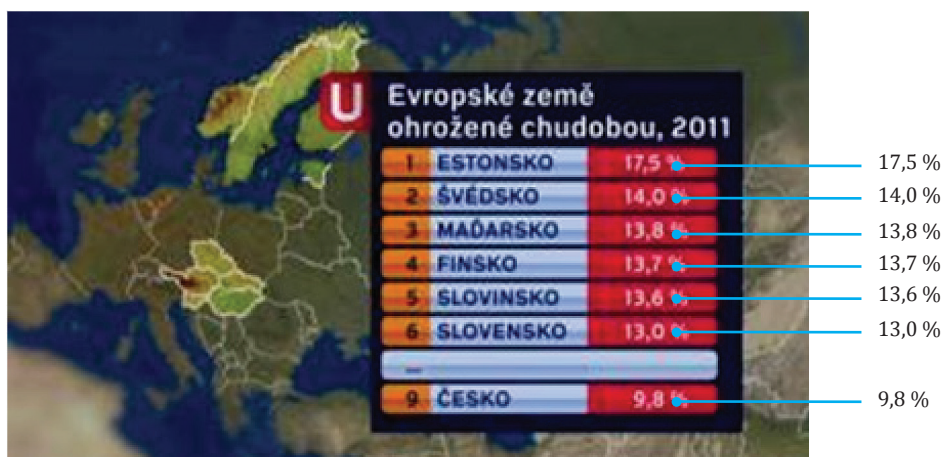 U
Evropské země
ohrožené chudobou, 2011
1 ESTONSKO 17,5 % 17,5 %
2 ŠVÉDSKO 14,0 % 14,0 %
3 MAĎARSKO 13,8 % 13,8 %
4 FINSKO 13,7 % 13,7 %
5 SLOVINSKO 13,6 % 13,6 %
6 SLOVENSKO 13,0 % 13,0 %
...
9 ČESKO 9,8 % 9,8 %